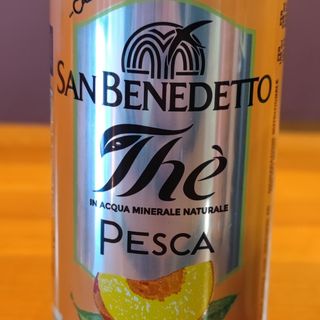 SAN BENEDETTO
Thè
IN ACQUA MINERALE NATURALE
PESCA